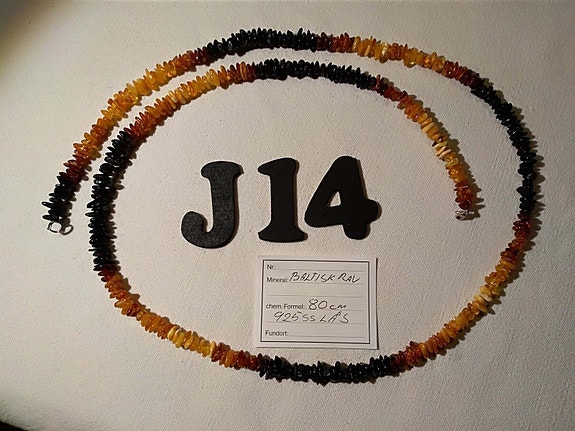 J14
Nr.
Mineral: BALTISK RAV
chem. Formel: 80 cm
925 SS LÅS
Fundort: